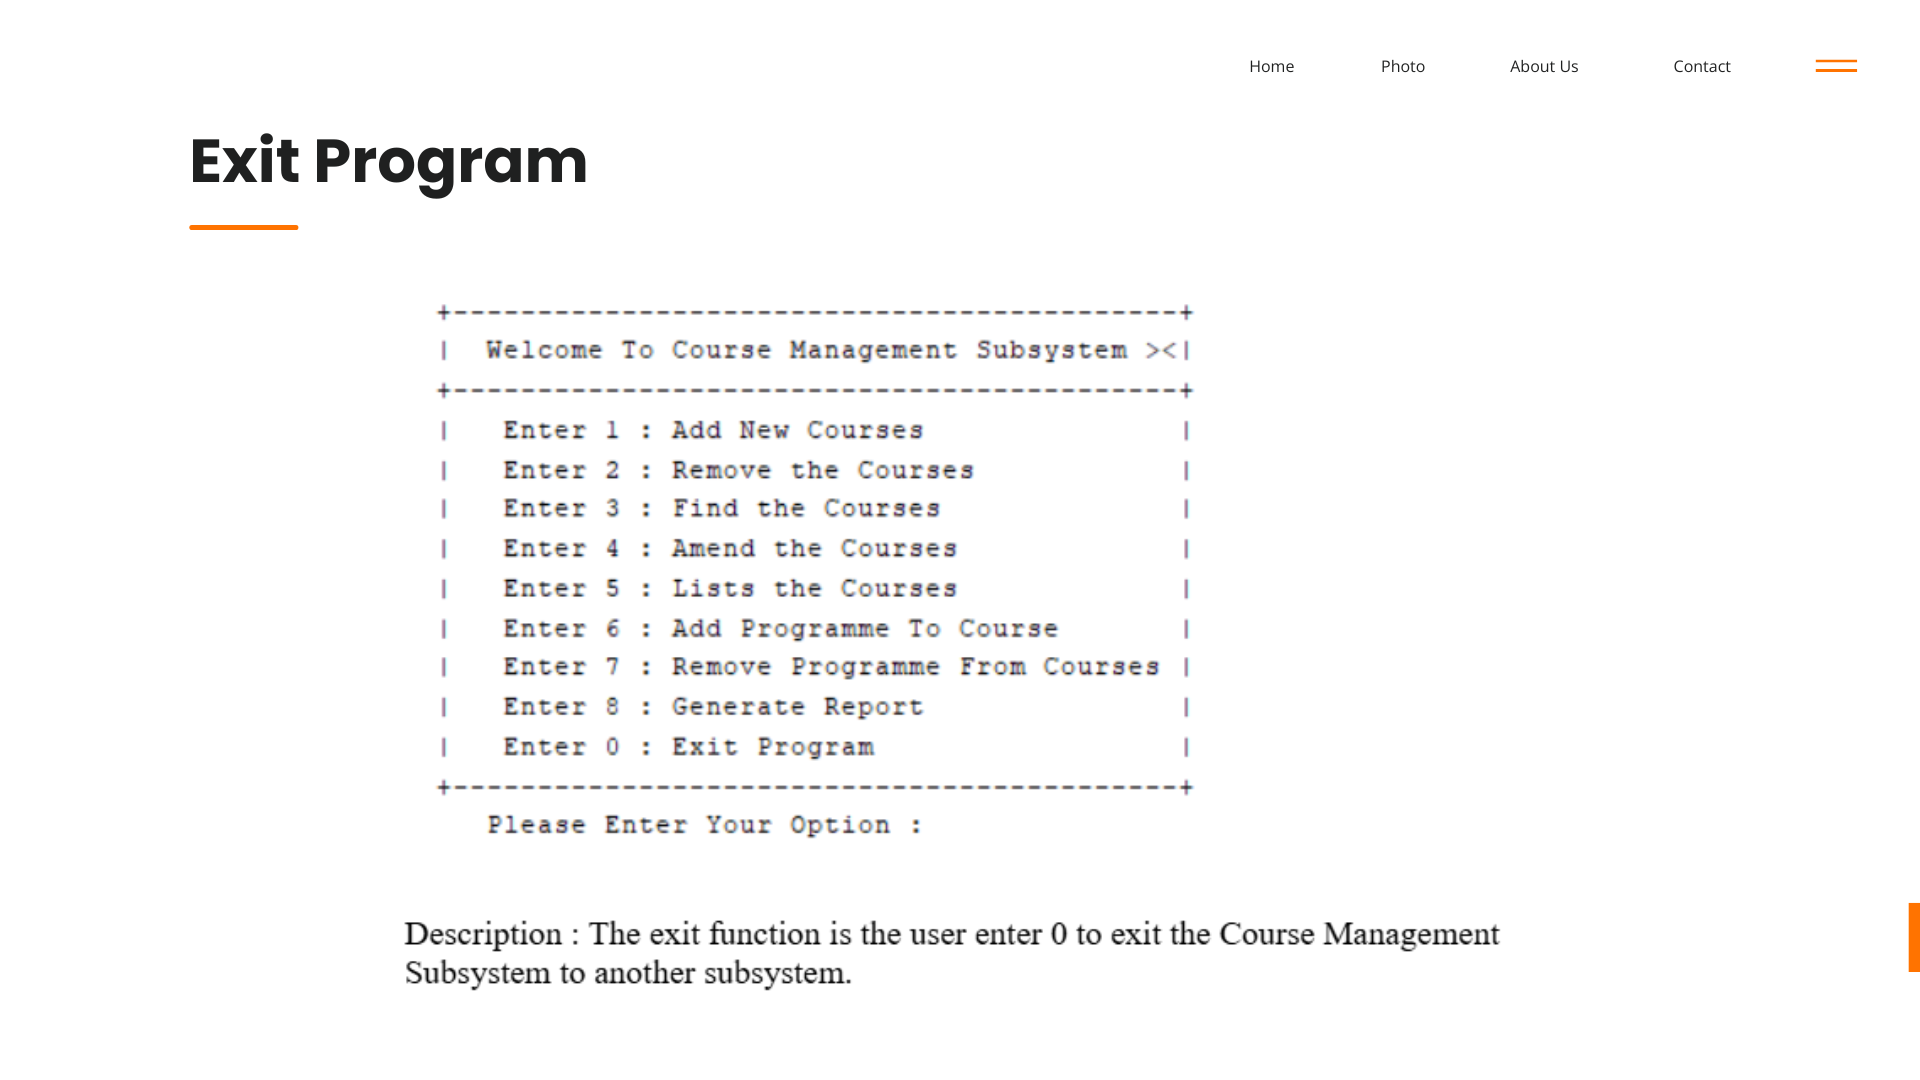 Home Photo About Us Contact
Exit Program
+-------------------------------------------+
| Welcome To Course Management Subsystem ><|
+-------------------------------------------+
| Enter 1 : Add New Courses |
| Enter 2 : Remove the Courses |
| Enter 3 : Find the Courses |
| Enter 4 : Amend the Courses |
| Enter 5 : Lists the Courses |
| Enter 6 : Add Programme To Course |
| Enter 7 : Remove Programme From Courses |
| Enter 8 : Generate Report |
| Enter 0 : Exit Program |
+-------------------------------------------+
Please Enter Your Option :
Description : The exit function is the user enter 0 to exit the Course Management
Subsystem to another subsystem.